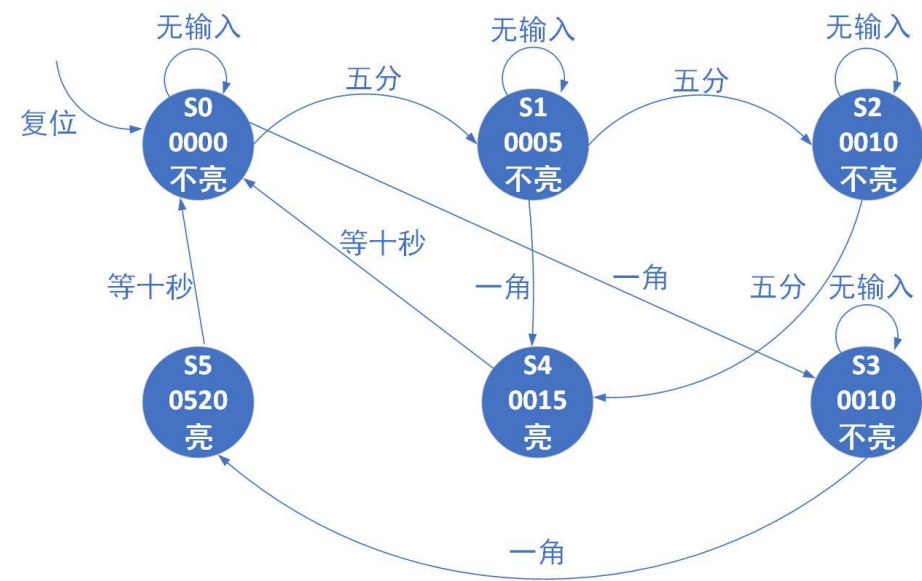 无输入
无输入
无输入
五分
五分
复位
S0
0000
不亮
S1
0005
不亮
S2
0010
不亮
等十秒
等十秒
一角
一角
五分
无输入
S5
0520
亮
S4
0015
亮
S3
0010
不亮
一角